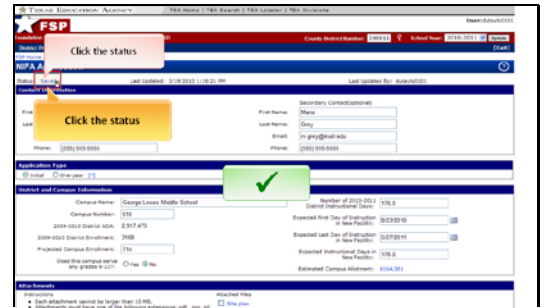 TEXAS EDUCATION AGENCY TEA Home | TEA Search | TEA Locator | TEA Divisions
FSP
County District Number: School Year: 2010-2011 Update
[Exit]
Click the status
NIFA
Status: Saved Last Updated: 3/19/2010 1:16:21 PM Last Updated By:
Click the status
Secondary Contact(optional)
First Name: Maria
Last Name: Grey
Email: m.grey@mail.edu
Phone: (555) 555-5555 Phone: (555) 555-5555
Application Type
Initial One-year [?]
District and Campus Information
Campus Name: George Lucas Middle School
Number of 2010-2011 District Instructional Days: 176.0
Campus Number: 010
Expected First Day of Instruction in New Facility: 8/23/2010
2009-2010 District ADA: 2,917.475
2009-2010 District Enrollment: 3168
Expected Last Day of Instruction in New Facility: 5/27/2011
Projected Campus Enrollment: 714
Expected Instructional Days in New Facility: 176.0
Does this campus serve any grades 9-12?: Yes No
Estimated Campus Allotment: $164,351
Attachments
Instructions Attached Files
Each attachment cannot be larger than 10 MB.
Site plan